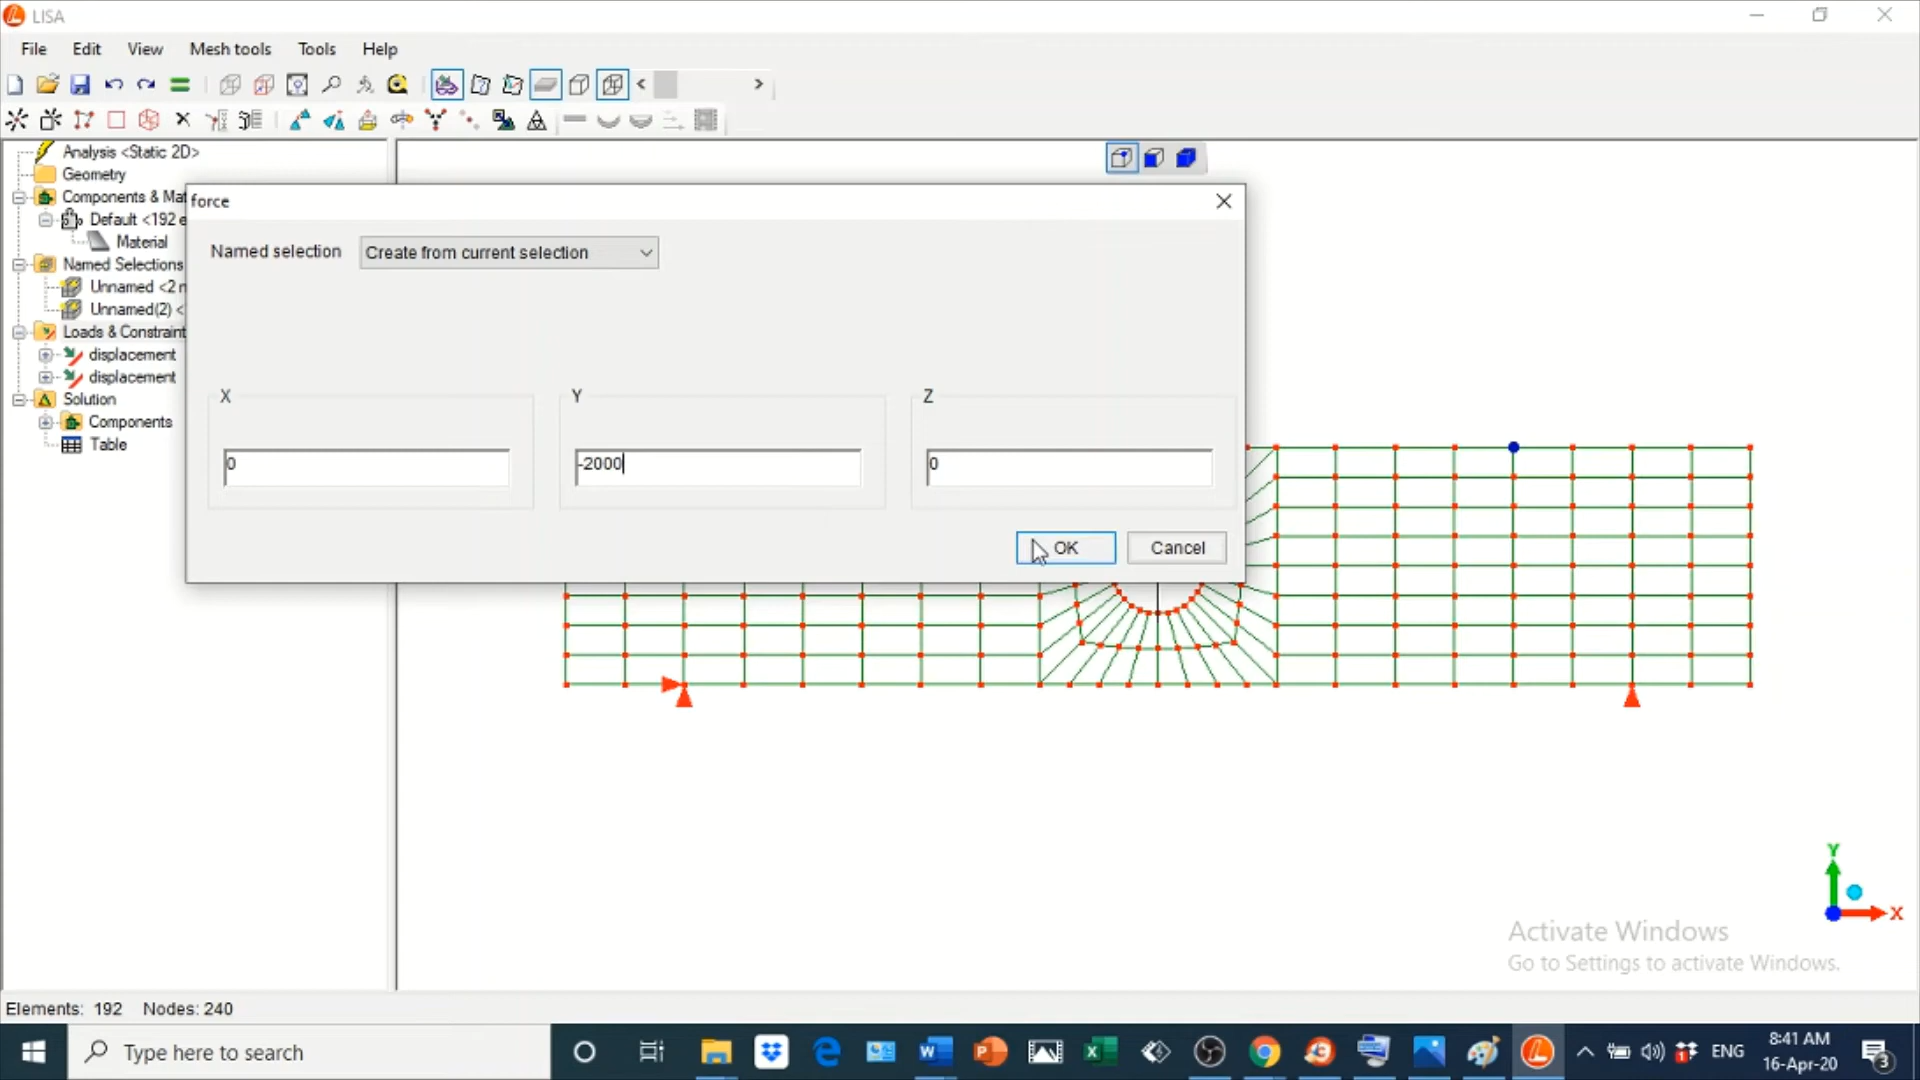 LISA
File Edit View Mesh tools Tools Help
Analysis <Static 2D>
Geometry
Components & Mat
Default <192 e
Material
Named Selections
Unnamed <2 n
Unnamed(2) <
Loads & Constraint
displacement
displacement
Solution
Components
Table
force
Named selection Create from current selection
X Y Z
0 -2000 0
OK Cancel
Y
X
Activate Windows
Go to Settings to activate Windows.
Elements: 192 Nodes: 240
Type here to search
ENG
8:41 AM
16-Apr-20
3